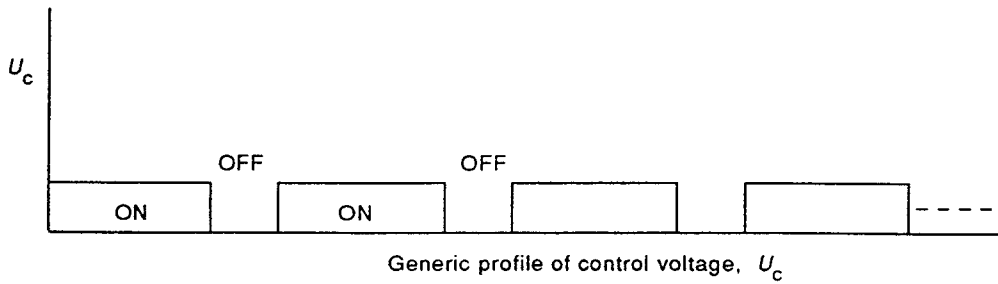 U_c
OFF OFF
ON ON
Generic profile of control voltage, U_c